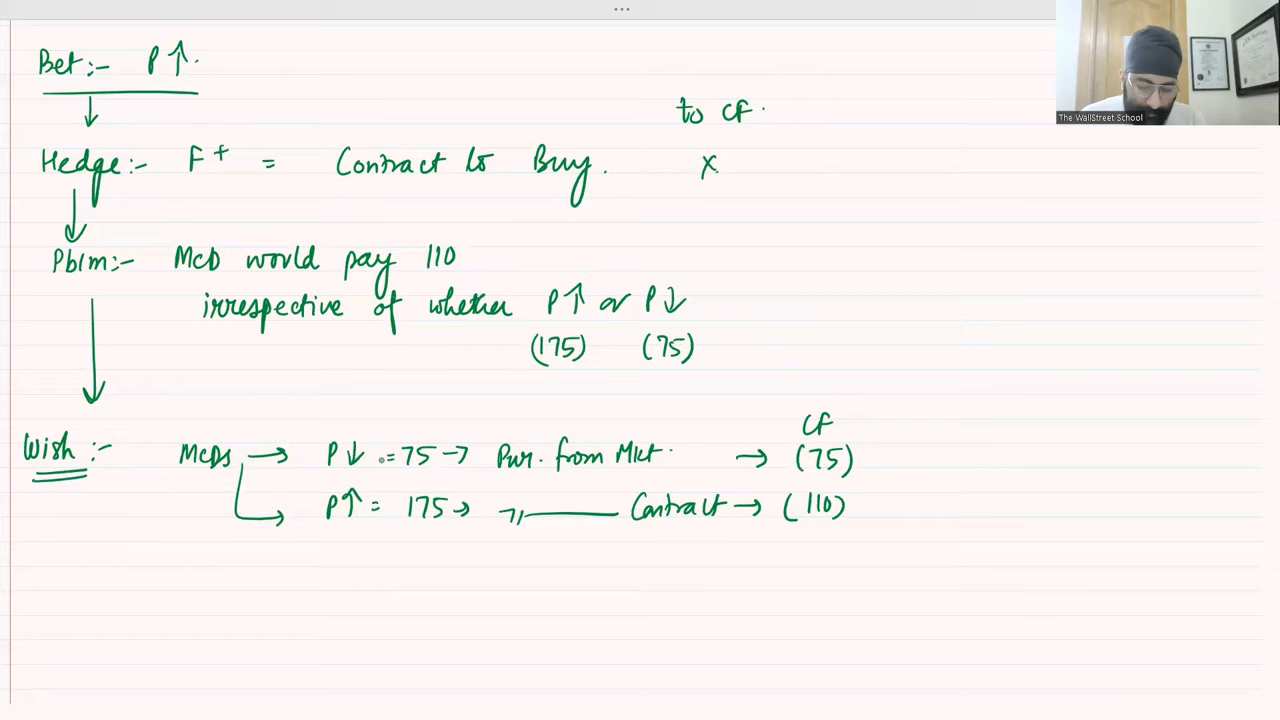 Bet:- P↑.
to CF.
Hedge:- F+ = Contract to Buy. X
Pblm:- McD would pay 110
irrespective of whether P↑ or P↓
(175) (75)
CF
Wish:- McDs → P↓ = 75 → Pur. from Mkt. → (75)
P↑ = 175 → —〃— Contract → (110)
The WallStreet School